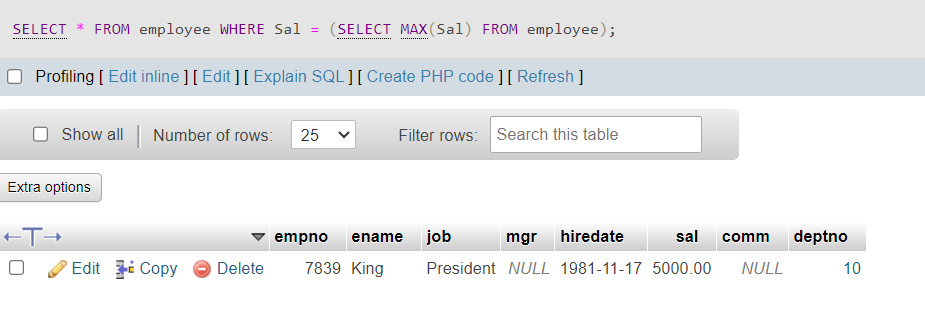 SELECT * FROM employee WHERE Sal = (SELECT MAX(Sal) FROM employee);
Profiling [ Edit inline ] [ Edit ] [ Explain SQL ] [ Create PHP code ] [ Refresh ]
Show all Number of rows: 25 Filter rows: Search this table
Extra options
empno ename job mgr hiredate sal comm deptno
Edit Copy Delete 7839 King President NULL 1981-11-17 5000.00 NULL 10